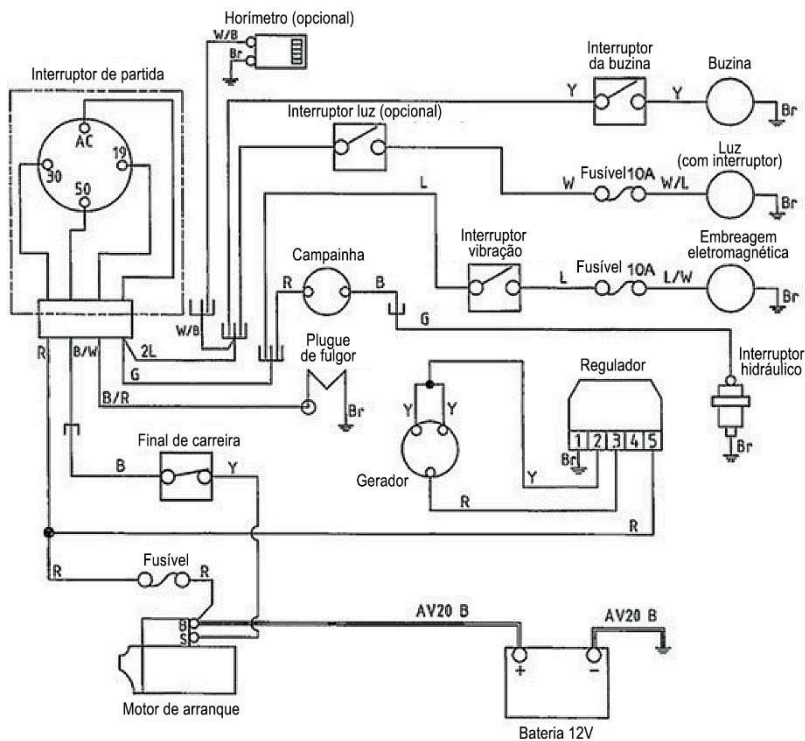 Horímetro (opcional)
W/B
Br
Interruptor de partida
AC
30
19
50
Interruptor luz (opcional)
Interruptor
da buzina
Y
Y
Buzina
Br
W
Fusível 10A
W/L
Luz
(com interruptor)
Br
L
Interruptor
vibração
L
Fusível 10A
L/W
Embreagem
eletromagnética
Br
Campainha
R
B
G
Interruptor
hidráulico
Br
W/B
2L
G
R
B/W
B/R
Plugue
de fulgor
Br
Regulador
1 2 3 4 5
Br
Y
Y
Gerador
Y
R
R
Final de carreira
B
Y
Fusível
R
R
B
S
Motor de arranque
AV20 B
AV20 B
+
−
Bateria 12V